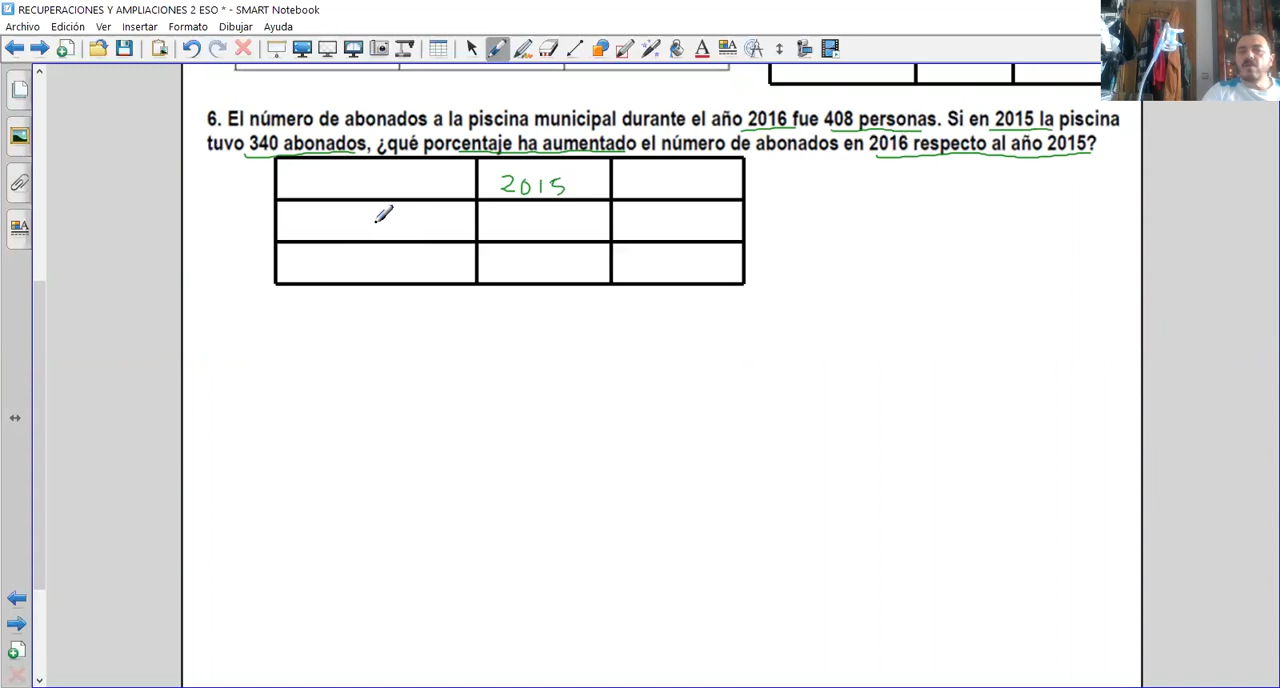 RECUPERACIONES Y AMPLIACIONES 2 ESO * - SMART Notebook
Archivo Edición Ver Insertar Formato Dibujar Ayuda
6. El número de abonados a la piscina municipal durante el año 2016 fue 408 personas. Si en 2015 la piscina
tuvo 340 abonados, ¿qué porcentaje ha aumentado el número de abonados en 2016 respecto al año 2015?
2015